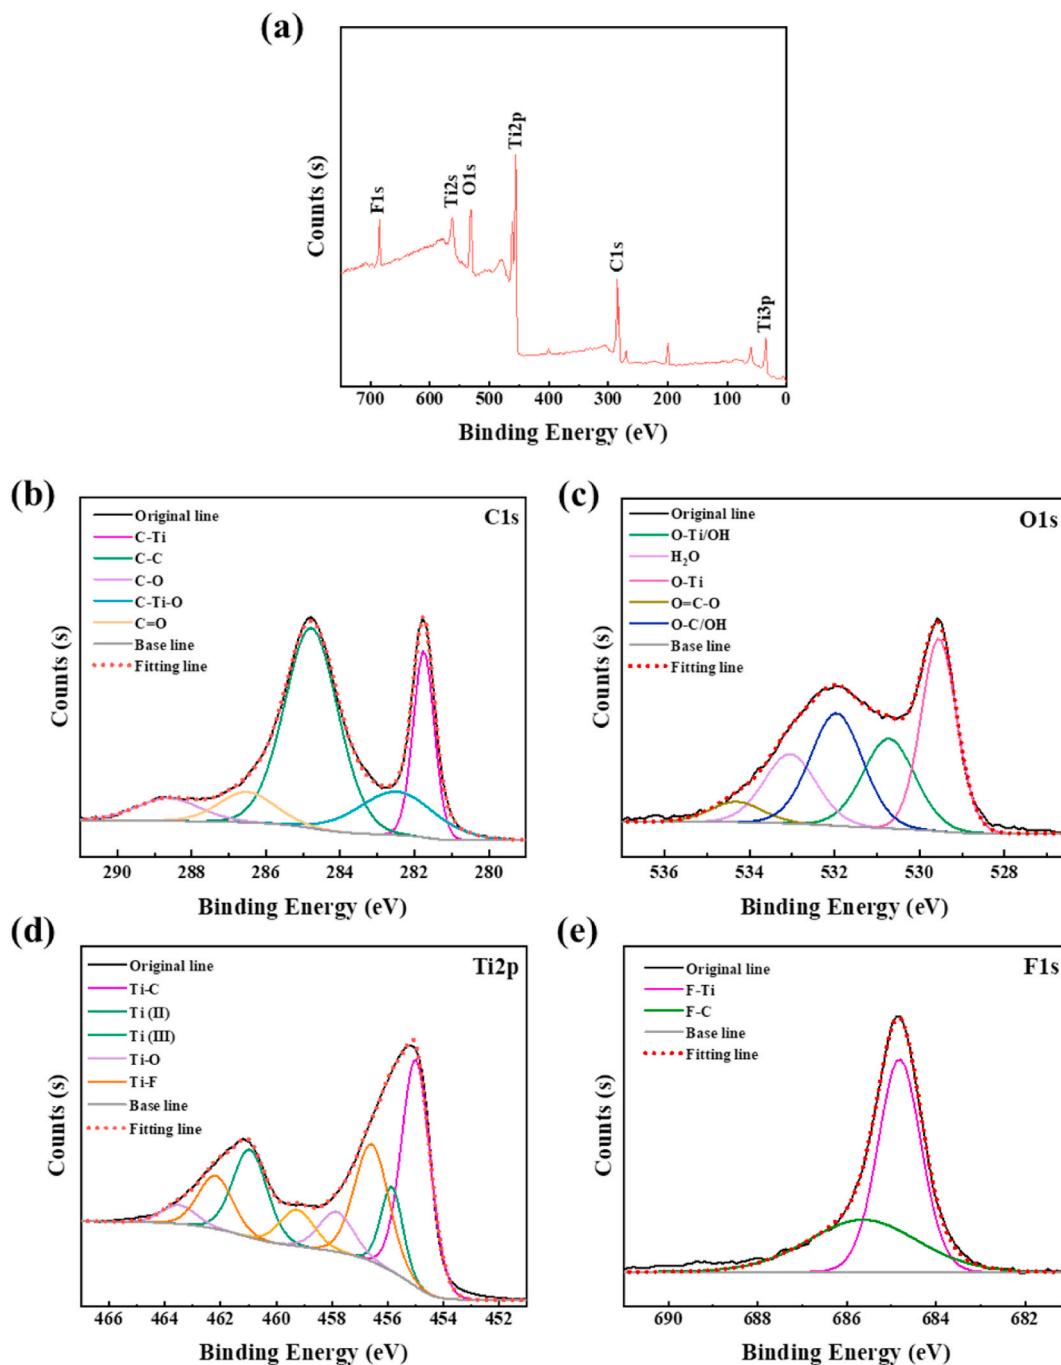 (a)
Counts (s)
F1s
Ti2s
O1s
Ti2p
C1s
Ti3p
700 600 500 400 300 200 100 0
Binding Energy (eV)
(b)
C1s
Original line
C-Ti
C-C
C-O
C-Ti-O
C=O
Base line
Fitting line
Counts (s)
290 288 286 284 282 280
Binding Energy (eV)
(c)
O1s
Original line
O-Ti/OH
H₂O
O-Ti
O=C-O
O-C/OH
Base line
Fitting line
Counts (s)
536 534 532 530 528
Binding Energy (eV)
(d)
Ti2p
Original line
Ti-C
Ti (II)
Ti (III)
Ti-O
Ti-F
Base line
Fitting line
Counts (s)
466 464 462 460 458 456 454 452
Binding Energy (eV)
(e)
F1s
Original line
F-Ti
F-C
Base line
Fitting line
Counts (s)
690 688 686 684 682
Binding Energy (eV)